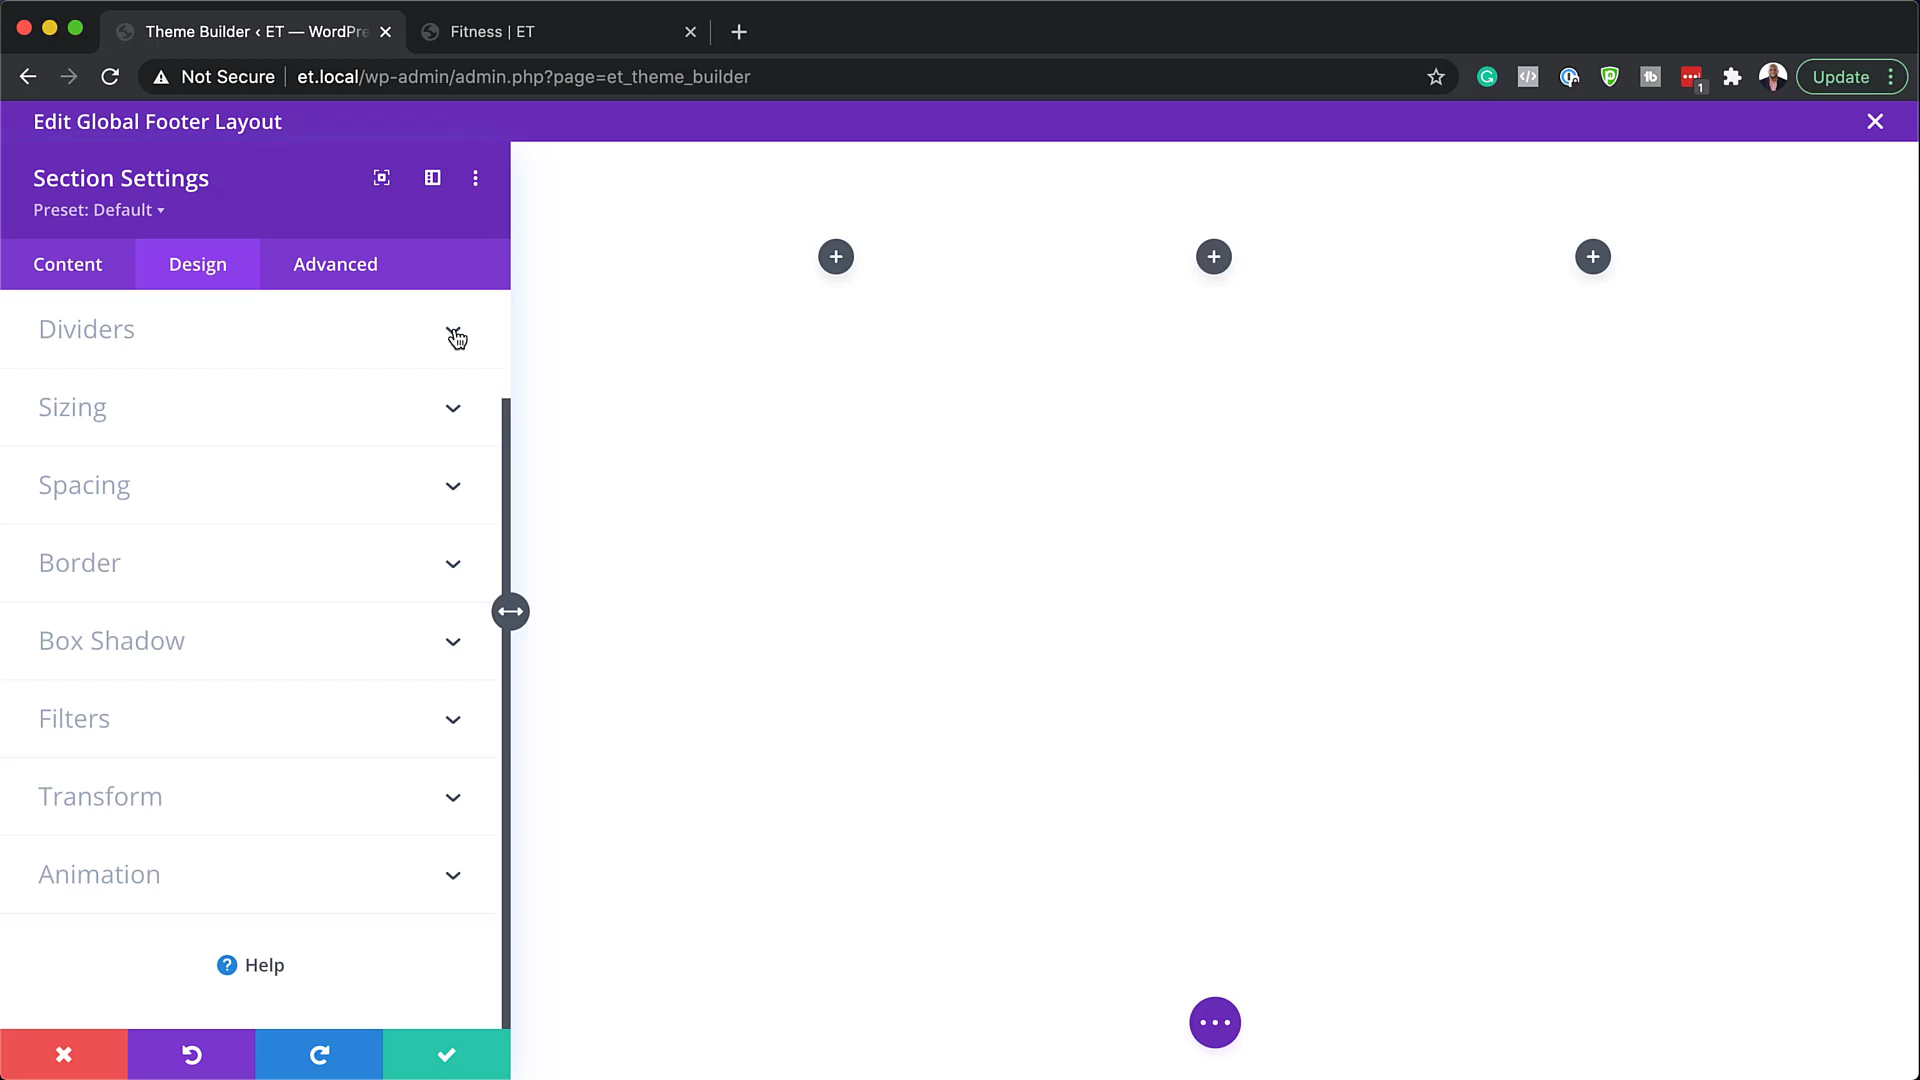 Theme Builder ‹ ET — WordPre
Fitness | ET
Not Secure
et.local/wp-admin/admin.php?page=et_theme_builder
1
Update
Edit Global Footer Layout
Section Settings
Preset: Default
Content
Design
Advanced
Dividers
Sizing
Spacing
Border
Box Shadow
Filters
Transform
Animation
? Help